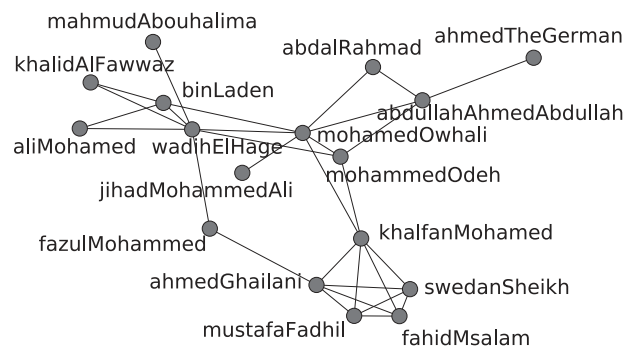 mahmudAbouhalima
ahmedTheGerman
abdalRahmad
khalidAlFawwaz
binLaden
abdullahAhmedAbdullah
mohamedOwhali
aliMohamed
wadihElHage
mohammedOdeh
jihadMohammedAli
khalfanMohamed
fazulMohammed
ahmedGhailani
swedanSheikh
mustafaFadhil
fahidMsalam